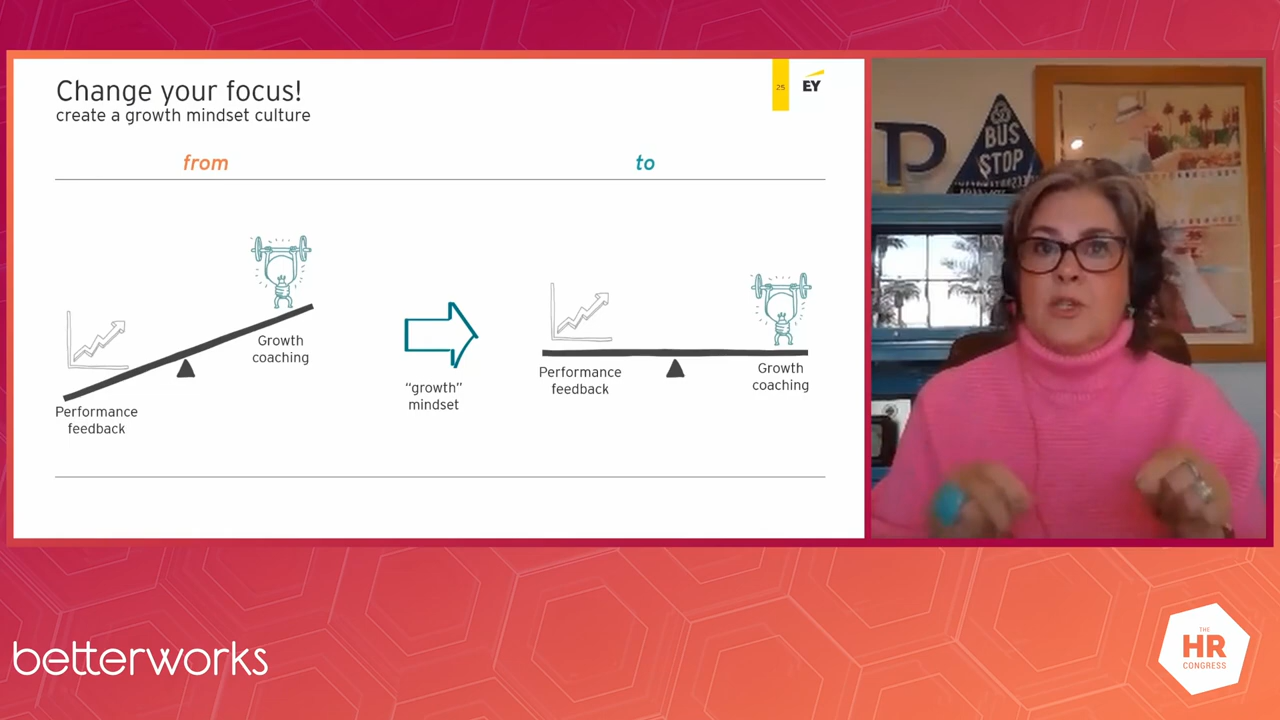 Change your focus!
create a growth mindset culture
25
EY
from
to
Growth
coaching
Performance
feedback
“growth”
mindset
Performance
feedback
Growth
coaching
P
BUS
STOP
betterworks
THE
HR
CONGRESS